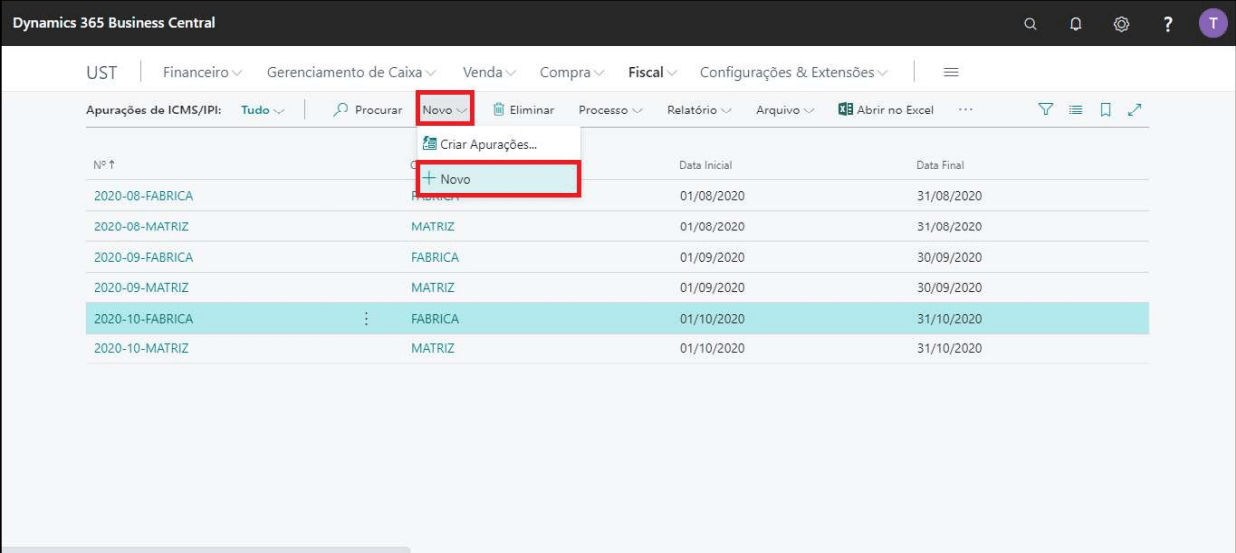 Dynamics 365 Business Central ? T
UST Financeiro Gerenciamento de Caixa Venda Compra Fiscal Configurações & Extensões
Apurações de ICMS/IPI: Tudo Procurar Novo Eliminar Processo Relatório Arquivo Abrir no Excel ...
Criar Apurações...
Nº ↑ Data Inicial Data Final
+ Novo
2020-08-FABRICA FABRICA 01/08/2020 31/08/2020
2020-08-MATRIZ MATRIZ 01/08/2020 31/08/2020
2020-09-FABRICA FABRICA 01/09/2020 30/09/2020
2020-09-MATRIZ MATRIZ 01/09/2020 30/09/2020
2020-10-FABRICA FABRICA 01/10/2020 31/10/2020
2020-10-MATRIZ MATRIZ 01/10/2020 31/10/2020